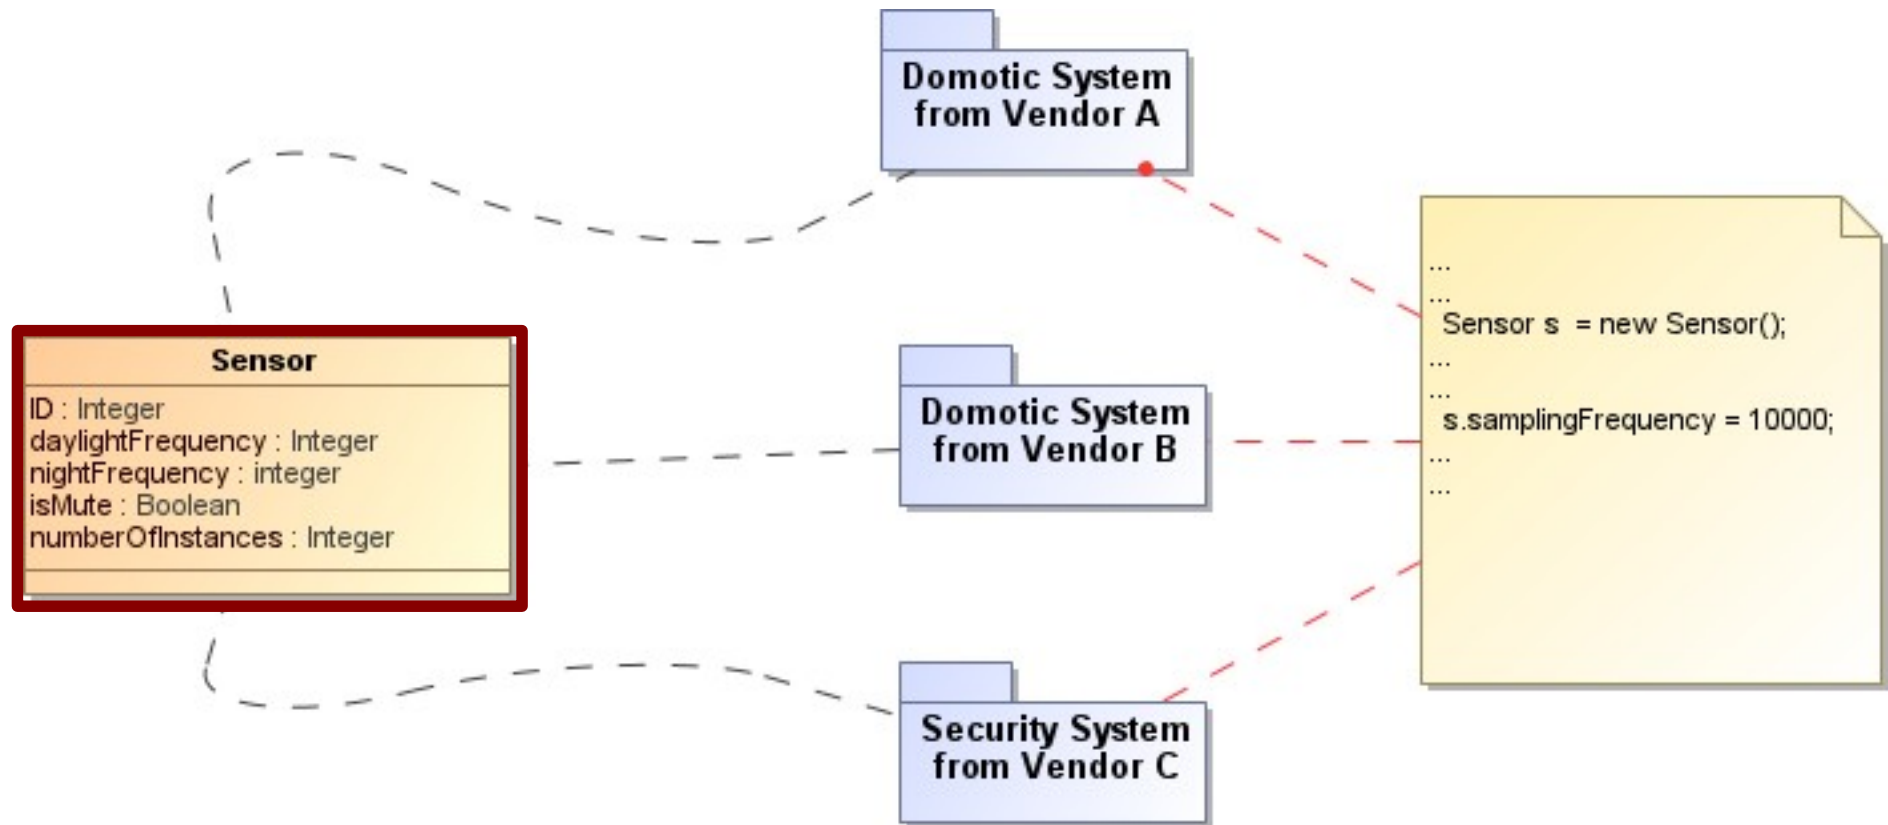 Domotic System
from Vendor A
...
...
Sensor s  = new Sensor();
...
...
s.samplingFrequency = 10000;
...
...
Sensor
ID : Integer
daylightFrequency : Integer
nightFrequency : integer
isMute : Boolean
numberOfInstances : Integer
Domotic System
from Vendor B
Security System
from Vendor C